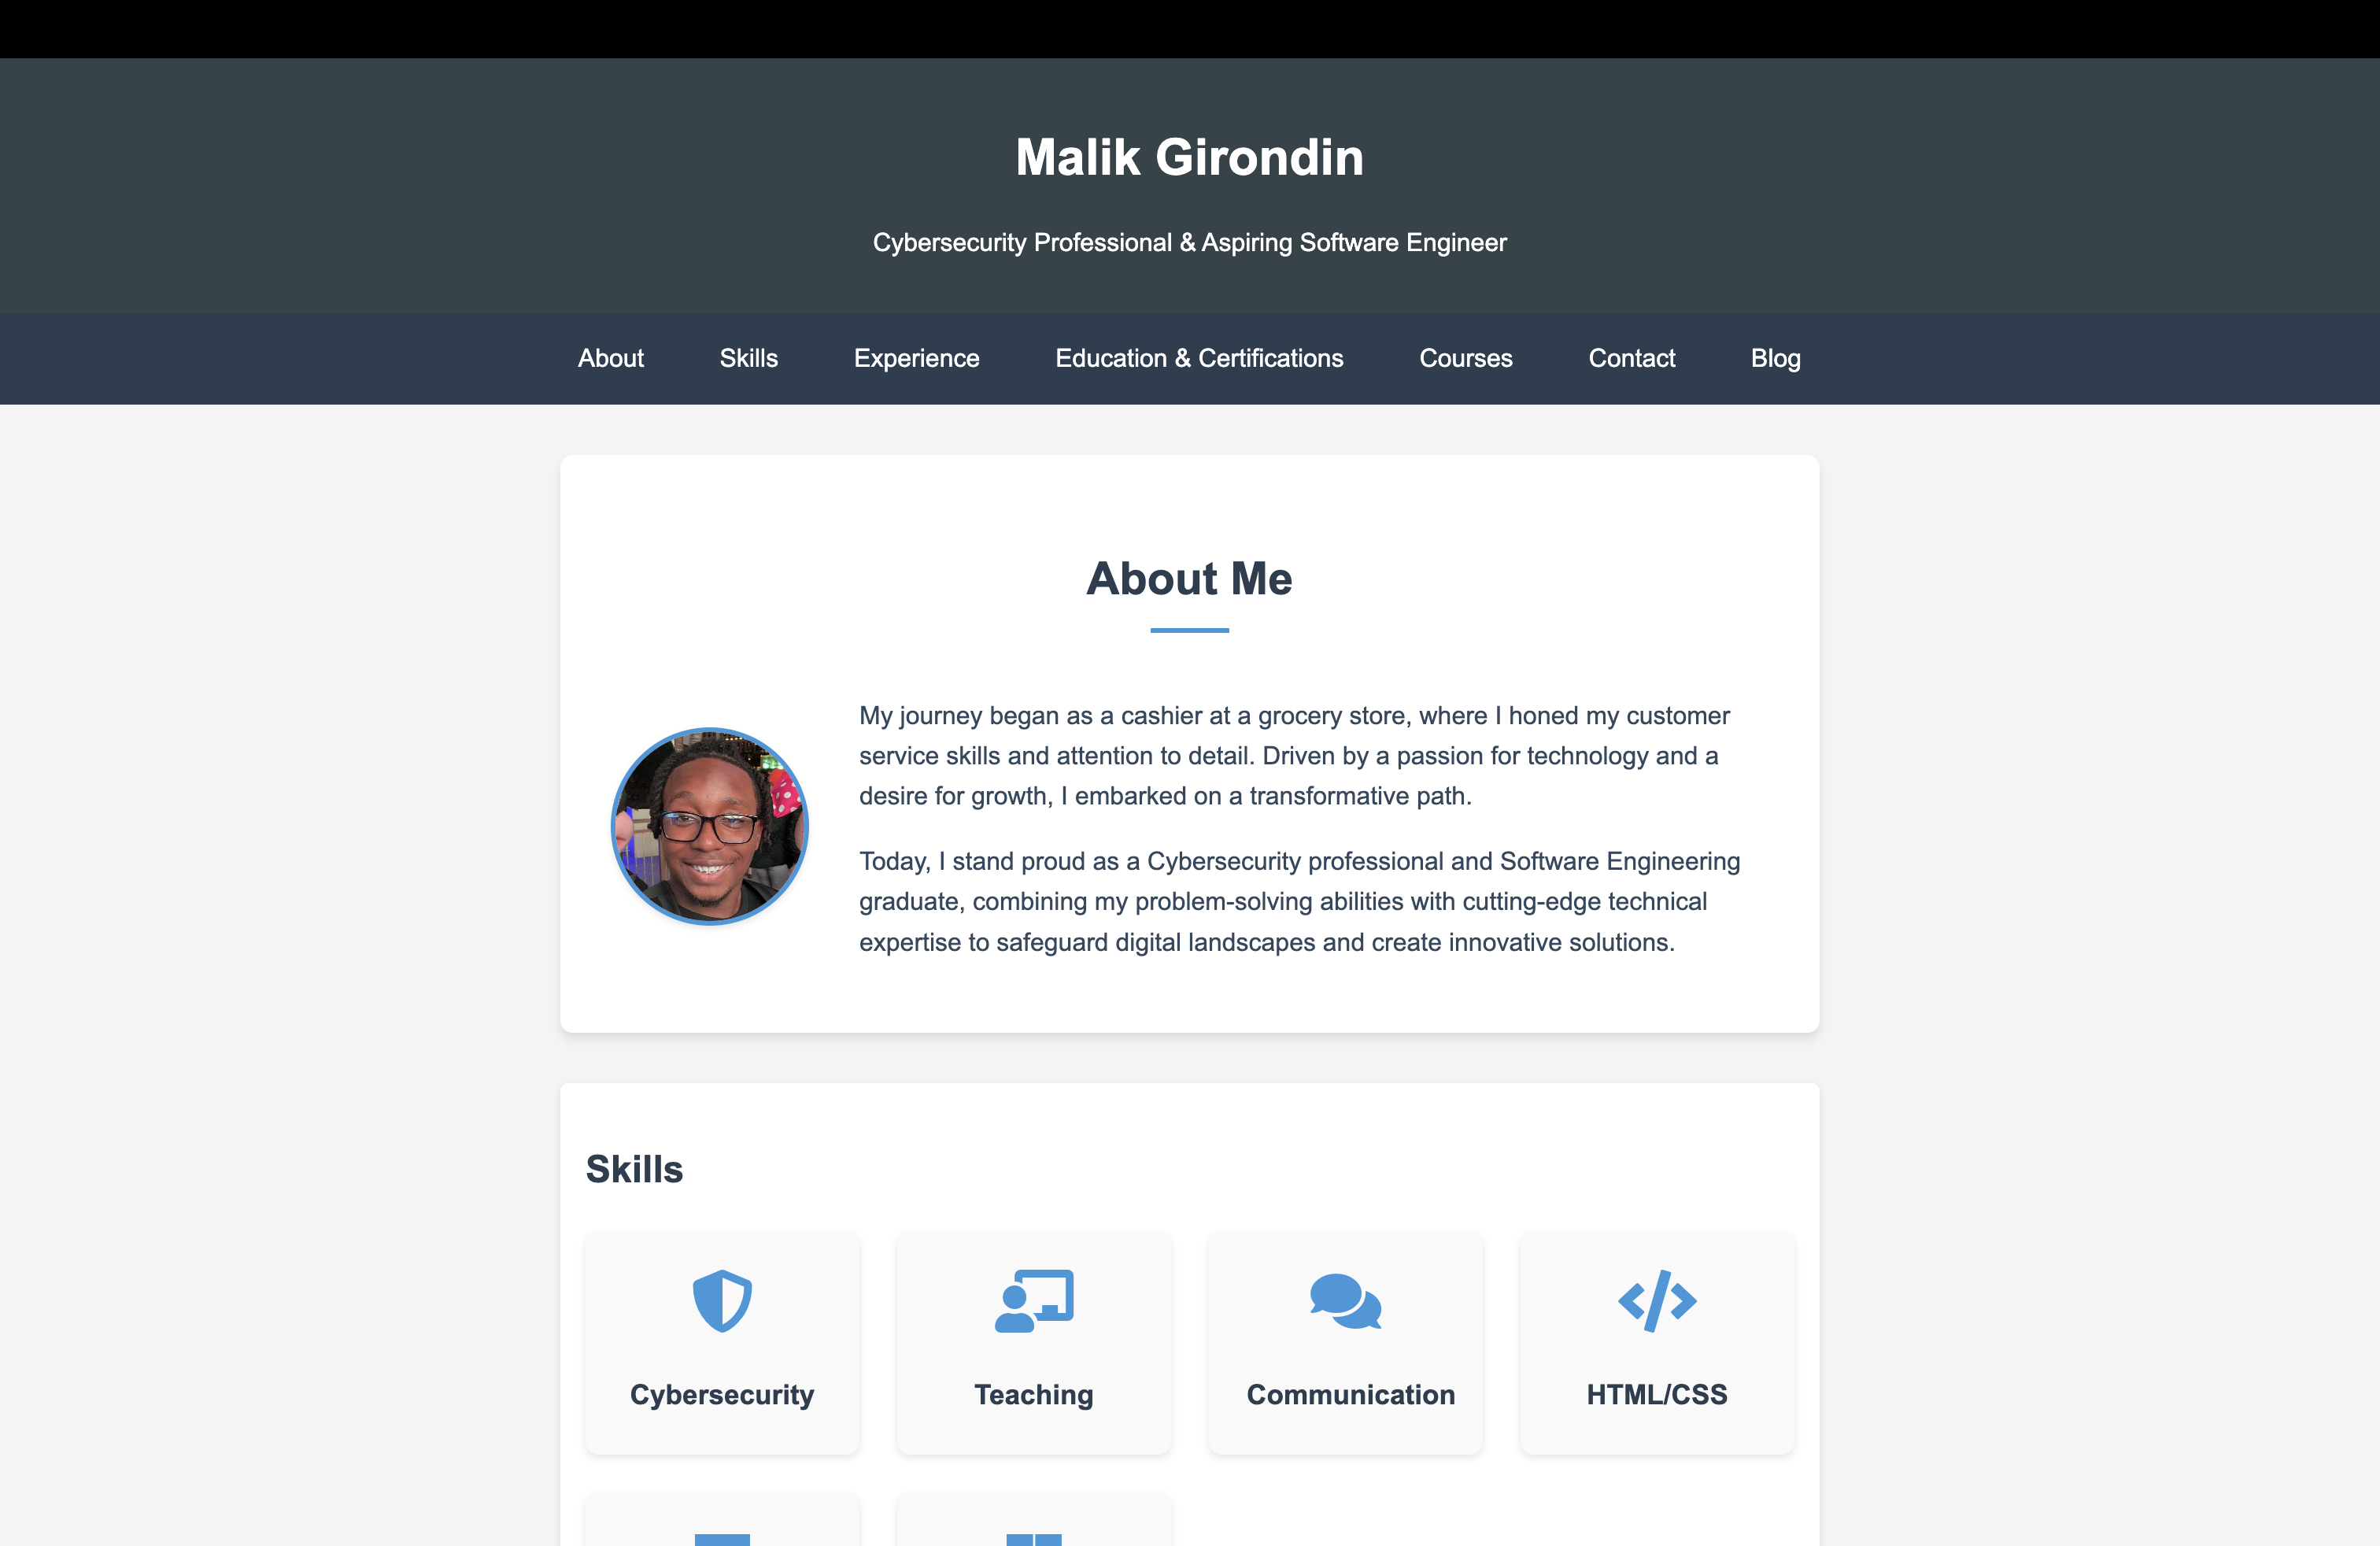 Malik Girondin
Cybersecurity Professional & Aspiring Software Engineer
About Skills Experience Education & Certifications Courses Contact Blog
About Me
My journey began as a cashier at a grocery store, where I honed my customer
service skills and attention to detail. Driven by a passion for technology and a
desire for growth, I embarked on a transformative path.
Today, I stand proud as a Cybersecurity professional and Software Engineering
graduate, combining my problem-solving abilities with cutting-edge technical
expertise to safeguard digital landscapes and create innovative solutions.
Skills
Cybersecurity Teaching Communication HTML/CSS